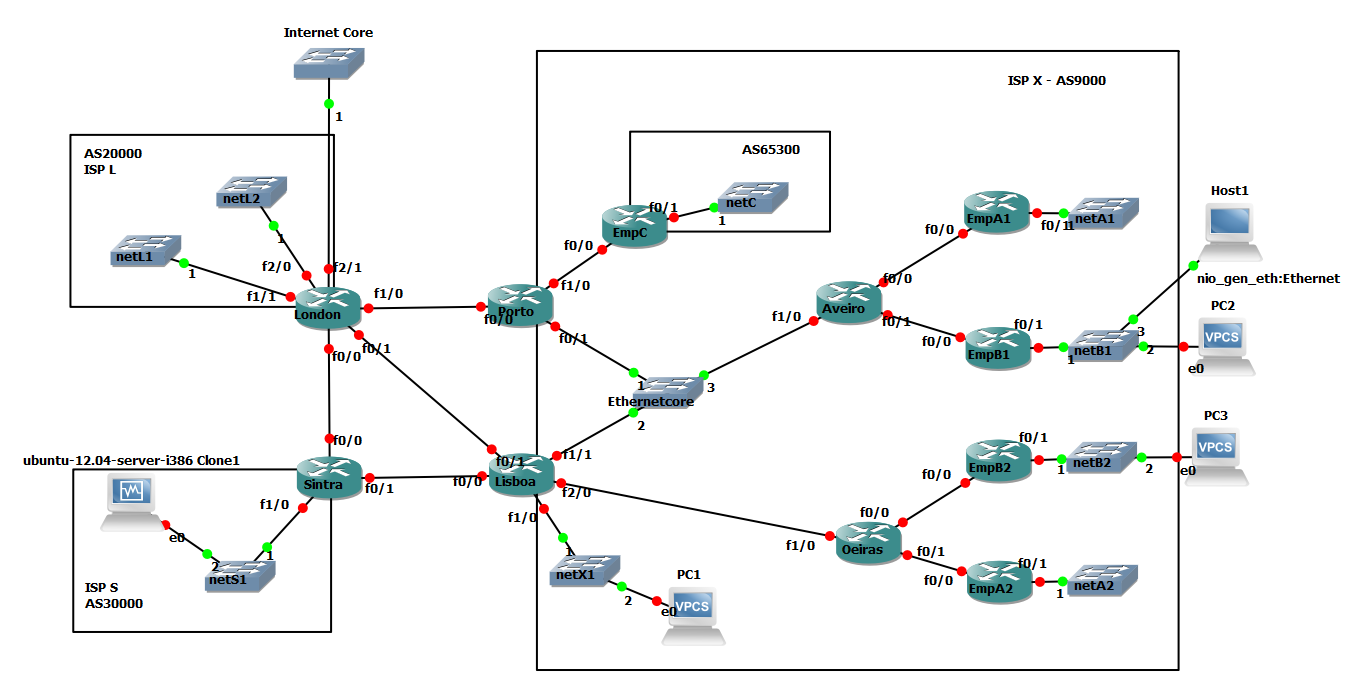 Internet Core
1
ISP X - AS9000
AS20000
ISP L
netL2
1
netL1
1
f2/0
f2/1
f1/1
f1/0
London
f0/0
f0/1
AS65300
netC
1
f0/1
EmpC
f0/0
f1/0
Porto
f0/0
f0/1
1
Ethernetcore
3
2
EmpA1
f0/0
f0/1
1
netA1
Host1
nio_gen_eth:Ethernet
Aveiro
f0/0
f1/0
f0/1
f0/1
f0/0
EmpB1
1
netB1
3
2
PC2
VPCS
e0
PC3
VPCS
e0
f0/1
EmpB2
1
netB2
2
f0/0
f0/0
Oeiras
f1/0
f0/1
f0/0
f0/1
EmpA2
1
netA2
f0/0
Sintra
f0/1
f1/0
ubuntu-12.04-server-i386 Clone1
e0
2
1
netS1
ISP S
AS30000
f0/1
f1/1
f0/0
Lisboa
f2/0
f1/0
1
netX1
2
PC1
VPCS
e0